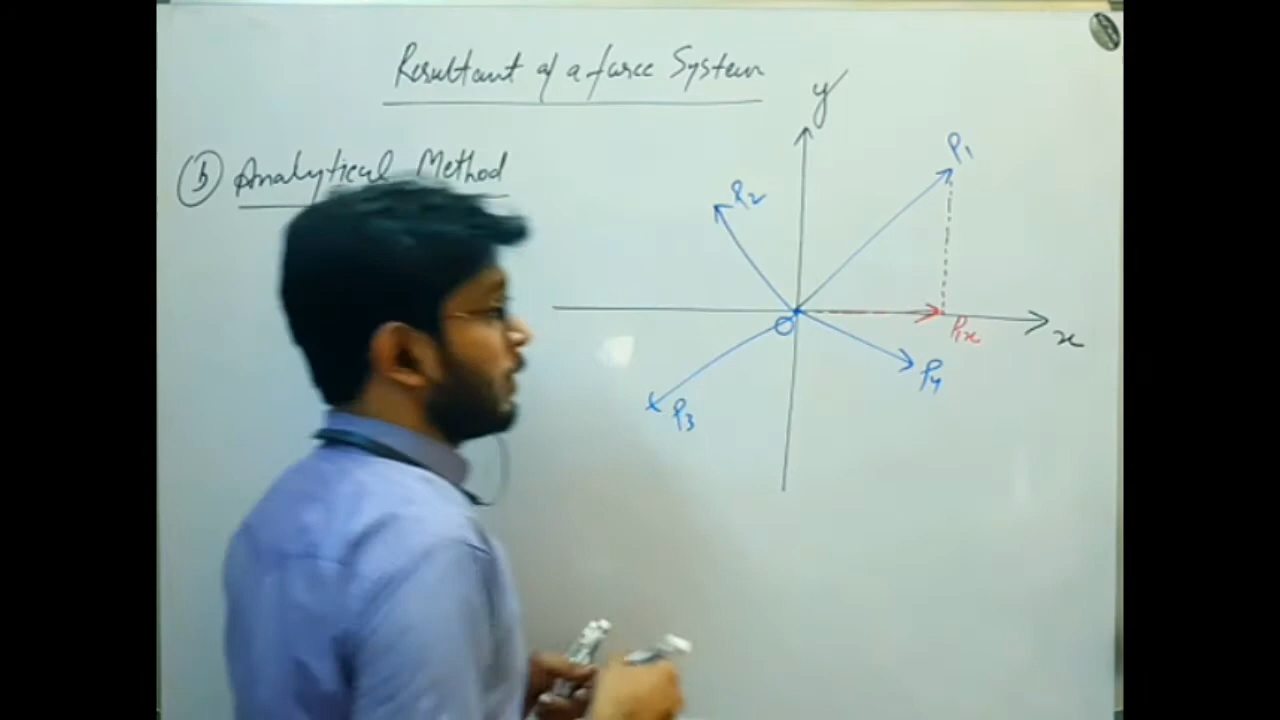 Resultant of a force System
(b) Analytical Method
y
P1
P2
O
P1x
x
P4
P3